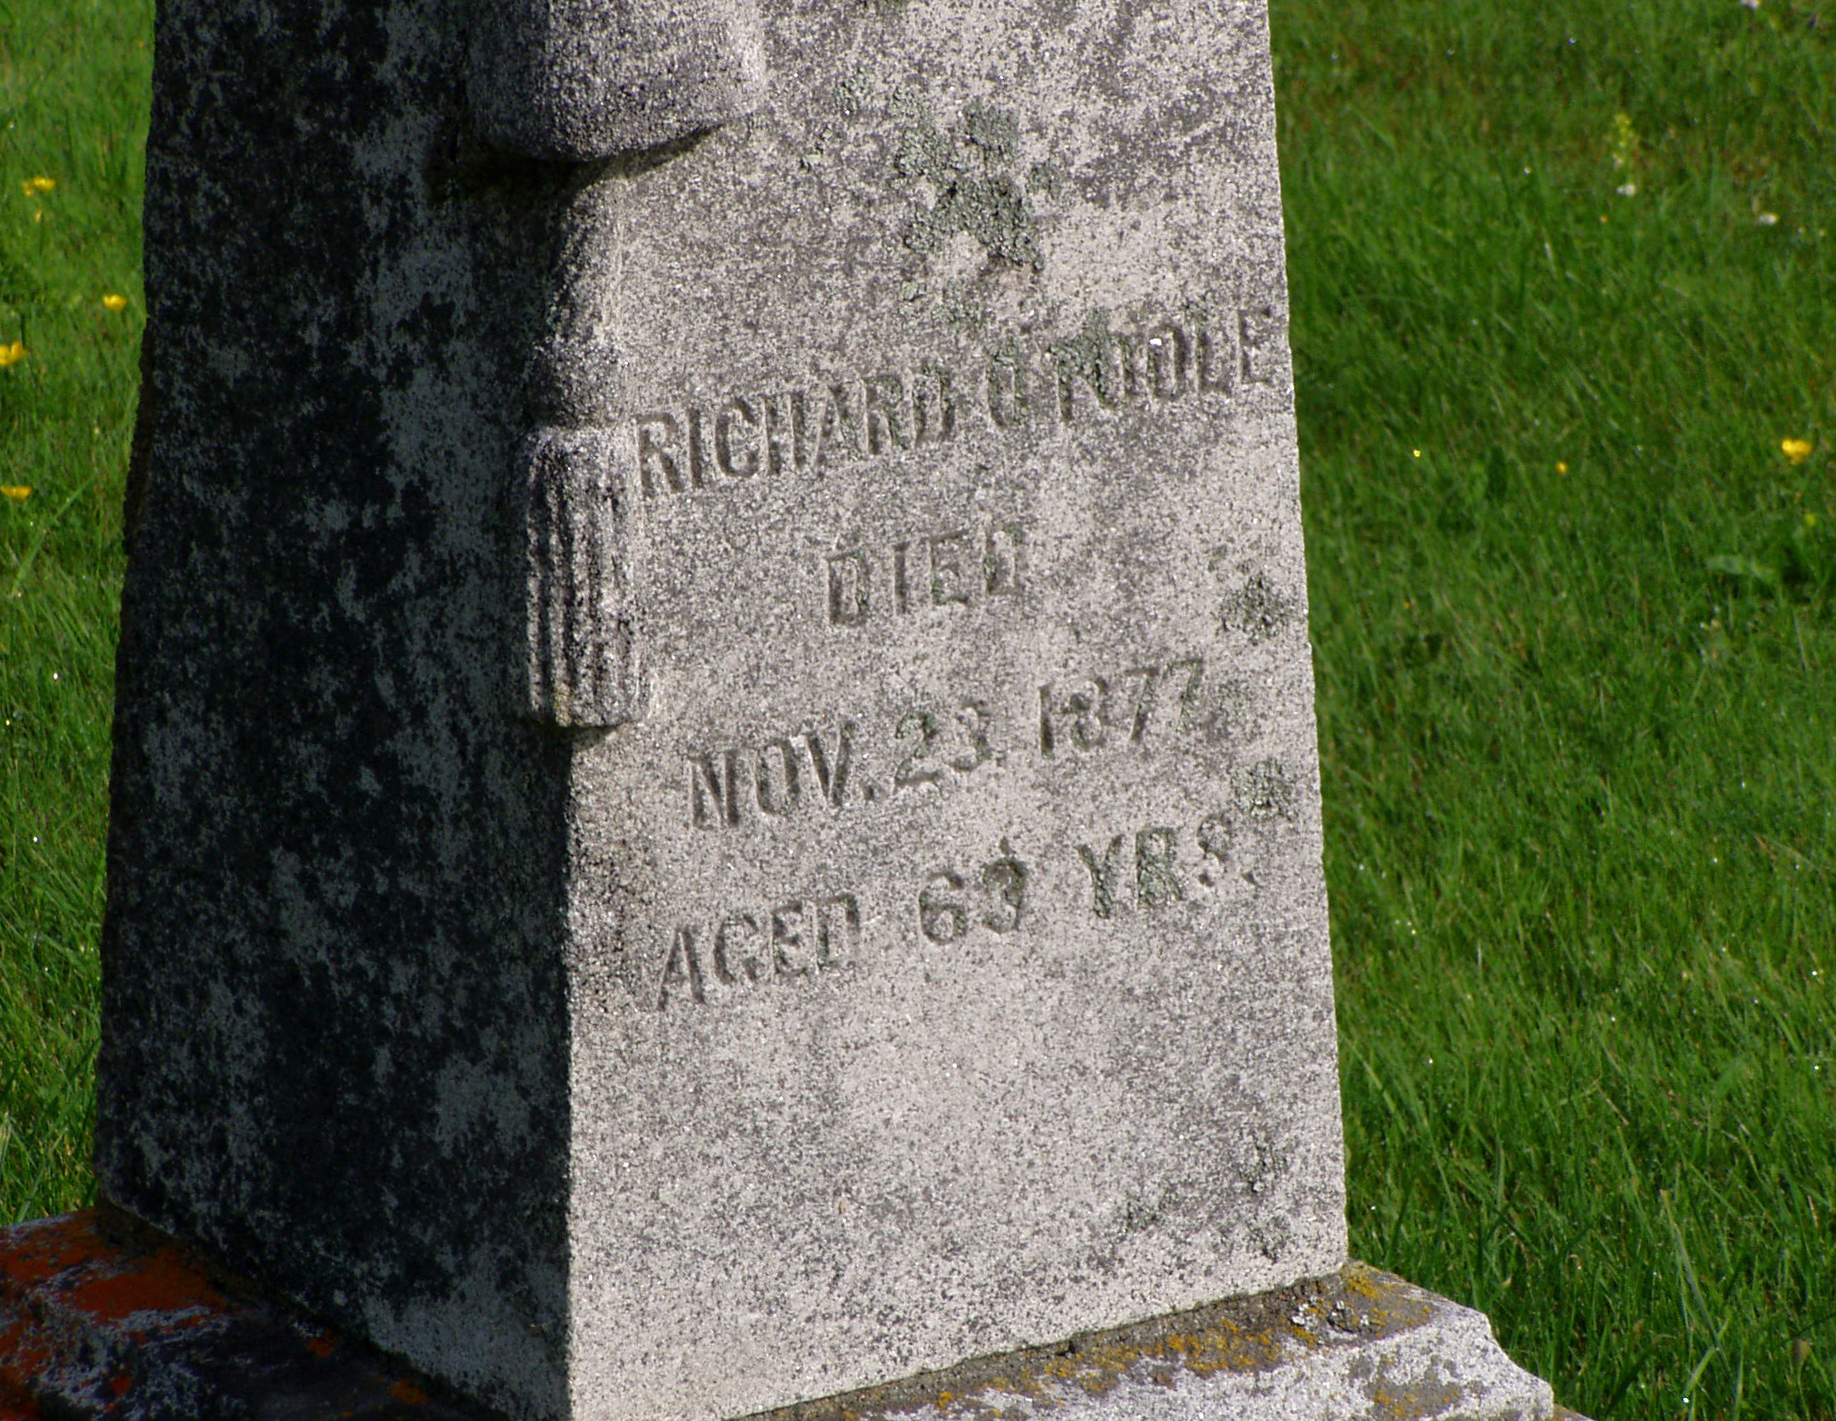 RICHARD O'TOOLE
DIED
NOV. 23. 1877
AGED 63 YRS.